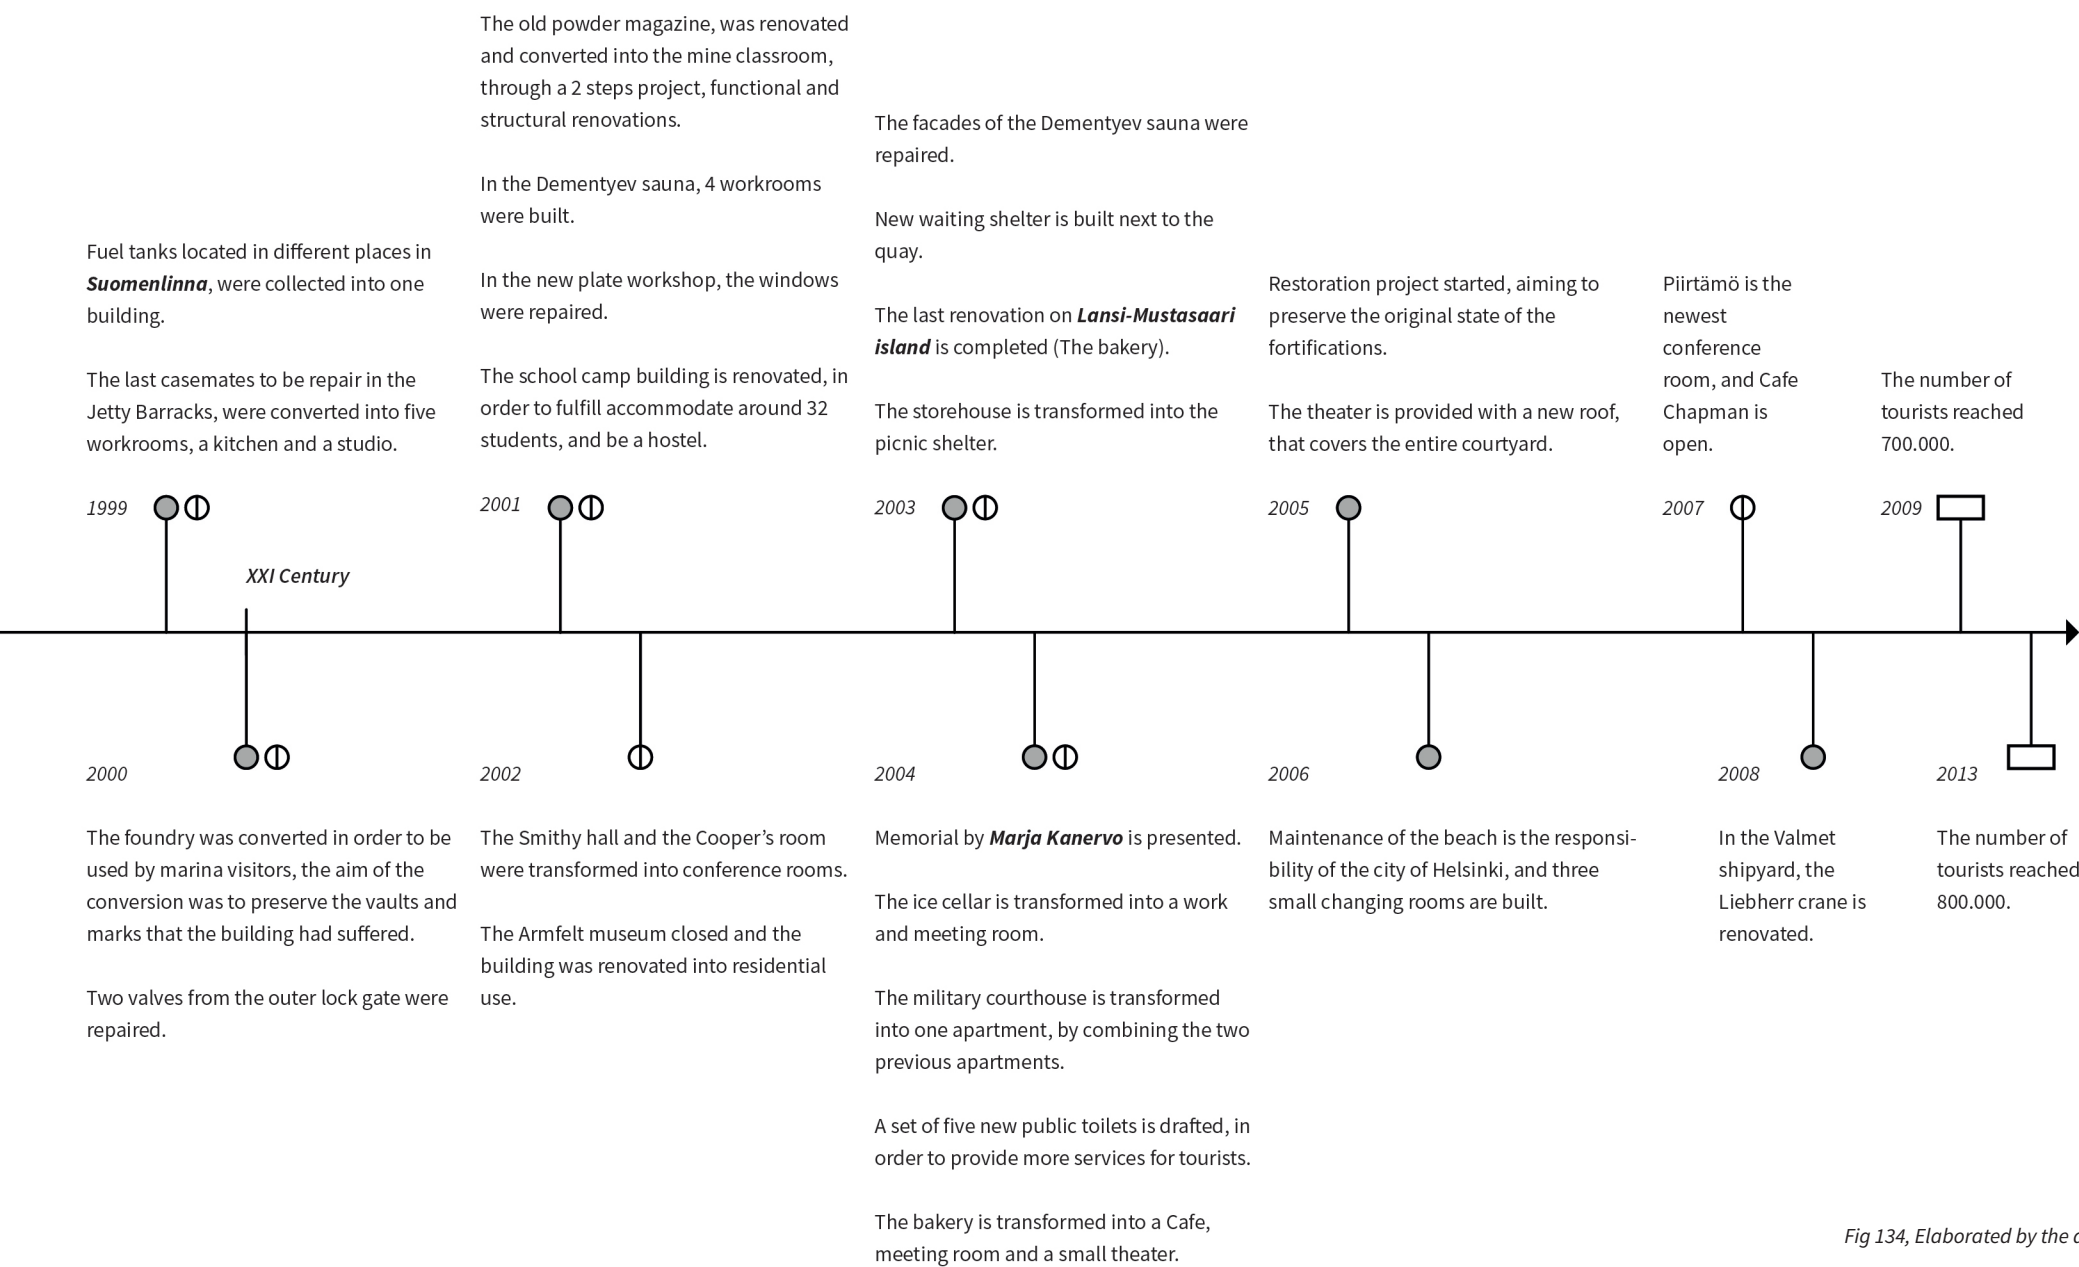 The old powder magazine, was renovated
and converted into the mine classroom,
through a 2 steps project, functional and
structural renovations.
In the Dementyev sauna, 4 workrooms
were built.
In the new plate workshop, the windows
were repaired.
The school camp building is renovated, in
order to fulfill accommodate around 32
students, and be a hostel.
The facades of the Dementyev sauna were
repaired.
New waiting shelter is built next to the
quay.
The last renovation on Lansi-Mustasaari
island is completed (The bakery).
The storehouse is transformed into the
picnic shelter.
Fuel tanks located in different places in
Suomenlinna, were collected into one
building.
The last casemates to be repair in the
Jetty Barracks, were converted into five
workrooms, a kitchen and a studio.
Restoration project started, aiming to
preserve the original state of the
fortifications.
The theater is provided with a new roof,
that covers the entire courtyard.
Piirtämö is the
newest
conference
room, and Cafe
Chapman is
open.
The number of
tourists reached
700.000.
1999
2001
2003
2005
2007
2009
XXI Century
2000
2002
2004
2006
2008
2013
The foundry was converted in order to be
used by marina visitors, the aim of the
conversion was to preserve the vaults and
marks that the building had suffered.
Two valves from the outer lock gate were
repaired.
The Smithy hall and the Cooper’s room
were transformed into conference rooms.
The Armfelt museum closed and the
building was renovated into residential
use.
Memorial by Marja Kanervo is presented.
The ice cellar is transformed into a work
and meeting room.
The military courthouse is transformed
into one apartment, by combining the two
previous apartments.
A set of five new public toilets is drafted, in
order to provide more services for tourists.
The bakery is transformed into a Cafe,
meeting room and a small theater.
Maintenance of the beach is the responsi-
bility of the city of Helsinki, and three
small changing rooms are built.
In the Valmet
shipyard, the
Liebherr crane is
renovated.
The number of
tourists reached
800.000.
Fig 134, Elaborated by the